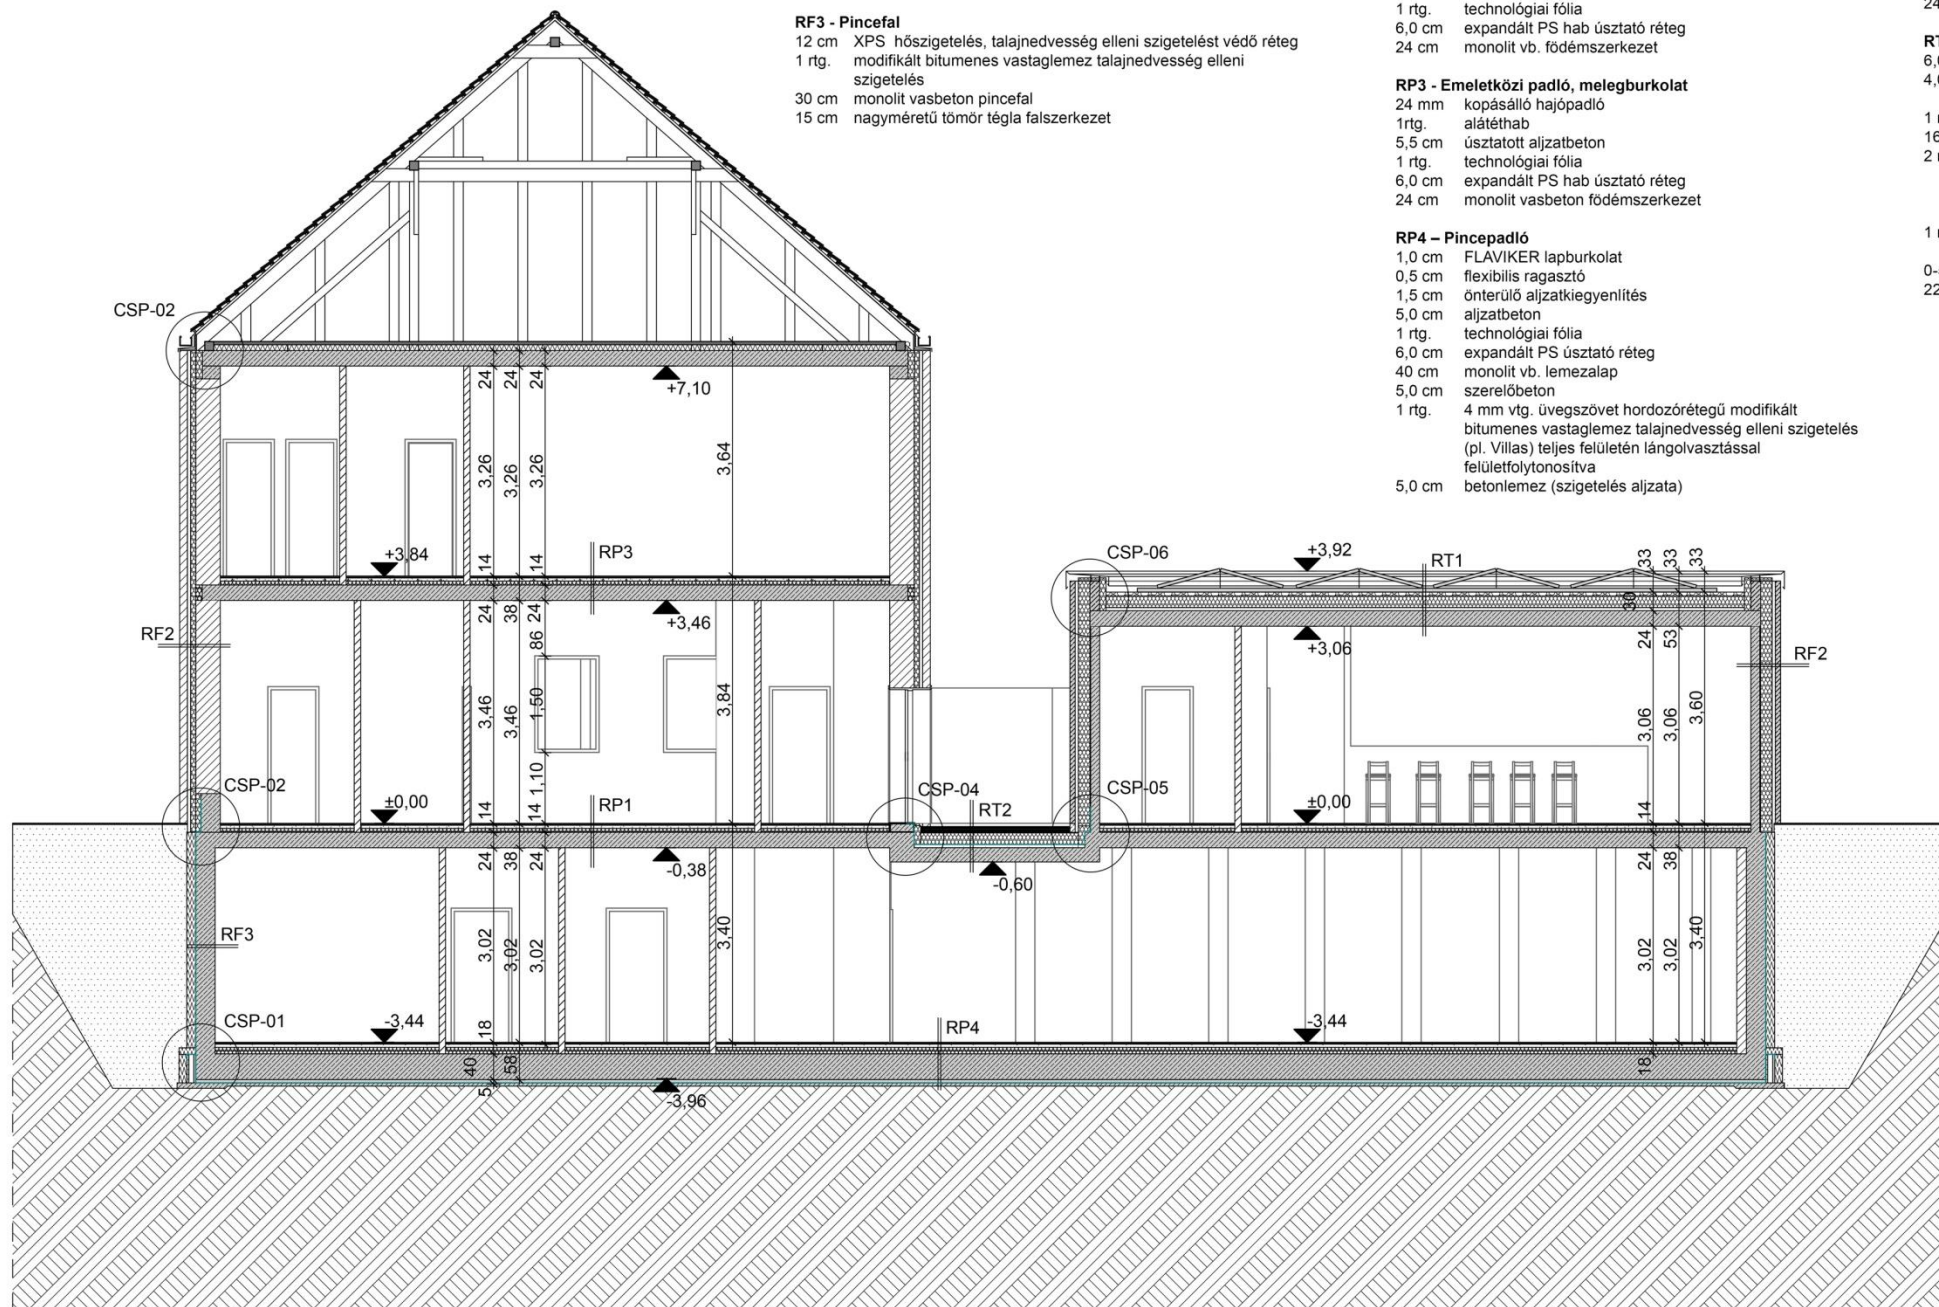 RF3 - Pincefal
12 cm XPS hőszigetelés, talajnedvesség elleni szigetelést védő réteg
1 rtg. modifikált bitumenes vastaglemez talajnedvesség elleni
szigetelés
30 cm monolit vasbeton pincefal
15 cm nagyméretű tömör tégla falszerkezet
1 rtg. technológiai fólia
6,0 cm expandált PS hab úsztató réteg
24 cm monolit vb. födémszerkezet
RP3 - Emeletközi padló, melegburkolat
24 mm kopásálló hajópadló
1rtg. alátéthab
5,5 cm úsztatott aljzatbeton
1 rtg. technológiai fólia
6,0 cm expandált PS hab úsztató réteg
24 cm monolit vasbeton födémszerkezet
RP4 – Pincepadló
1,0 cm FLAVIKER lapburkolat
0,5 cm flexibilis ragasztó
1,5 cm önterülő aljzatkiegyenlítés
5,0 cm aljzatbeton
1 rtg. technológiai fólia
6,0 cm expandált PS úsztató réteg
40 cm monolit vb. lemezalap
5,0 cm szerelőbeton
1 rtg. 4 mm vtg. üvegszövet hordozórétegű modifikált
bitumenes vastaglemez talajnedvesség elleni szigetelés
(pl. Villas) teljes felületén lángolvasztással
felületfolytonosítva
5,0 cm betonlemez (szigetelés aljzata)
CSP-02
24 24 24
+7,10
3,26 3,26 3,26
3,64
+3,84
14 14
RP3
CSP-06
+3,92
RT1
33 33 33
30
24 38 24
+3,46
86
RF2
+3,06
24 53
RF2
3,46 3,46 1,50
3,84
3,06 3,06 3,60
1,10
CSP-02
±0,00
14 14
RP1
CSP-04
RT2
CSP-05
±0,00
14
24 38 24
-0,38
-0,60
24 38
RF3
3,02 3,02 3,02
3,40
3,02 3,02 3,40
CSP-01
-3,44
18
RP4
-3,44
40 58
18
5
-3,96